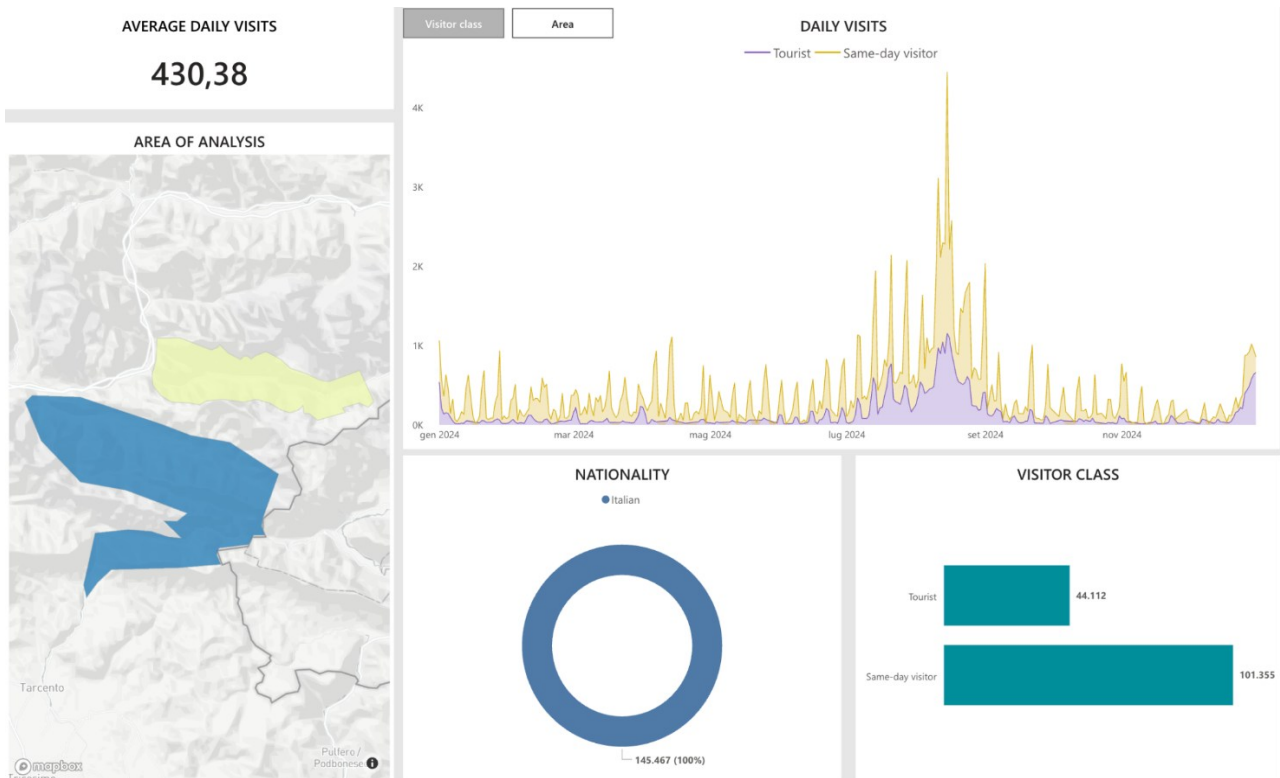 AVERAGE DAILY VISITS
430,38
AREA OF ANALYSIS
Tarcento
Pulfero /
Podbonesec
mapbox
Visitor class
Area
DAILY VISITS
Tourist
Same-day visitor
4K
3K
2K
1K
0K
gen 2024
mar 2024
mag 2024
lug 2024
set 2024
nov 2024
NATIONALITY
Italian
145.467 (100%)
VISITOR CLASS
Tourist
44.112
Same-day visitor
101.355